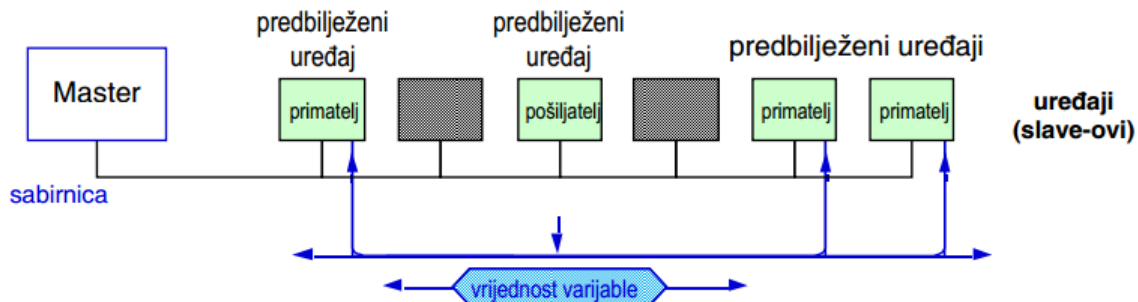 predbilježeni
uređaj
predbilježeni
uređaj
predbilježeni uređaji
Master
primatelj
pošiljatelj
primatelj
primatelj
uređaji
(slave-ovi)
sabirnica
vrijednost varijable